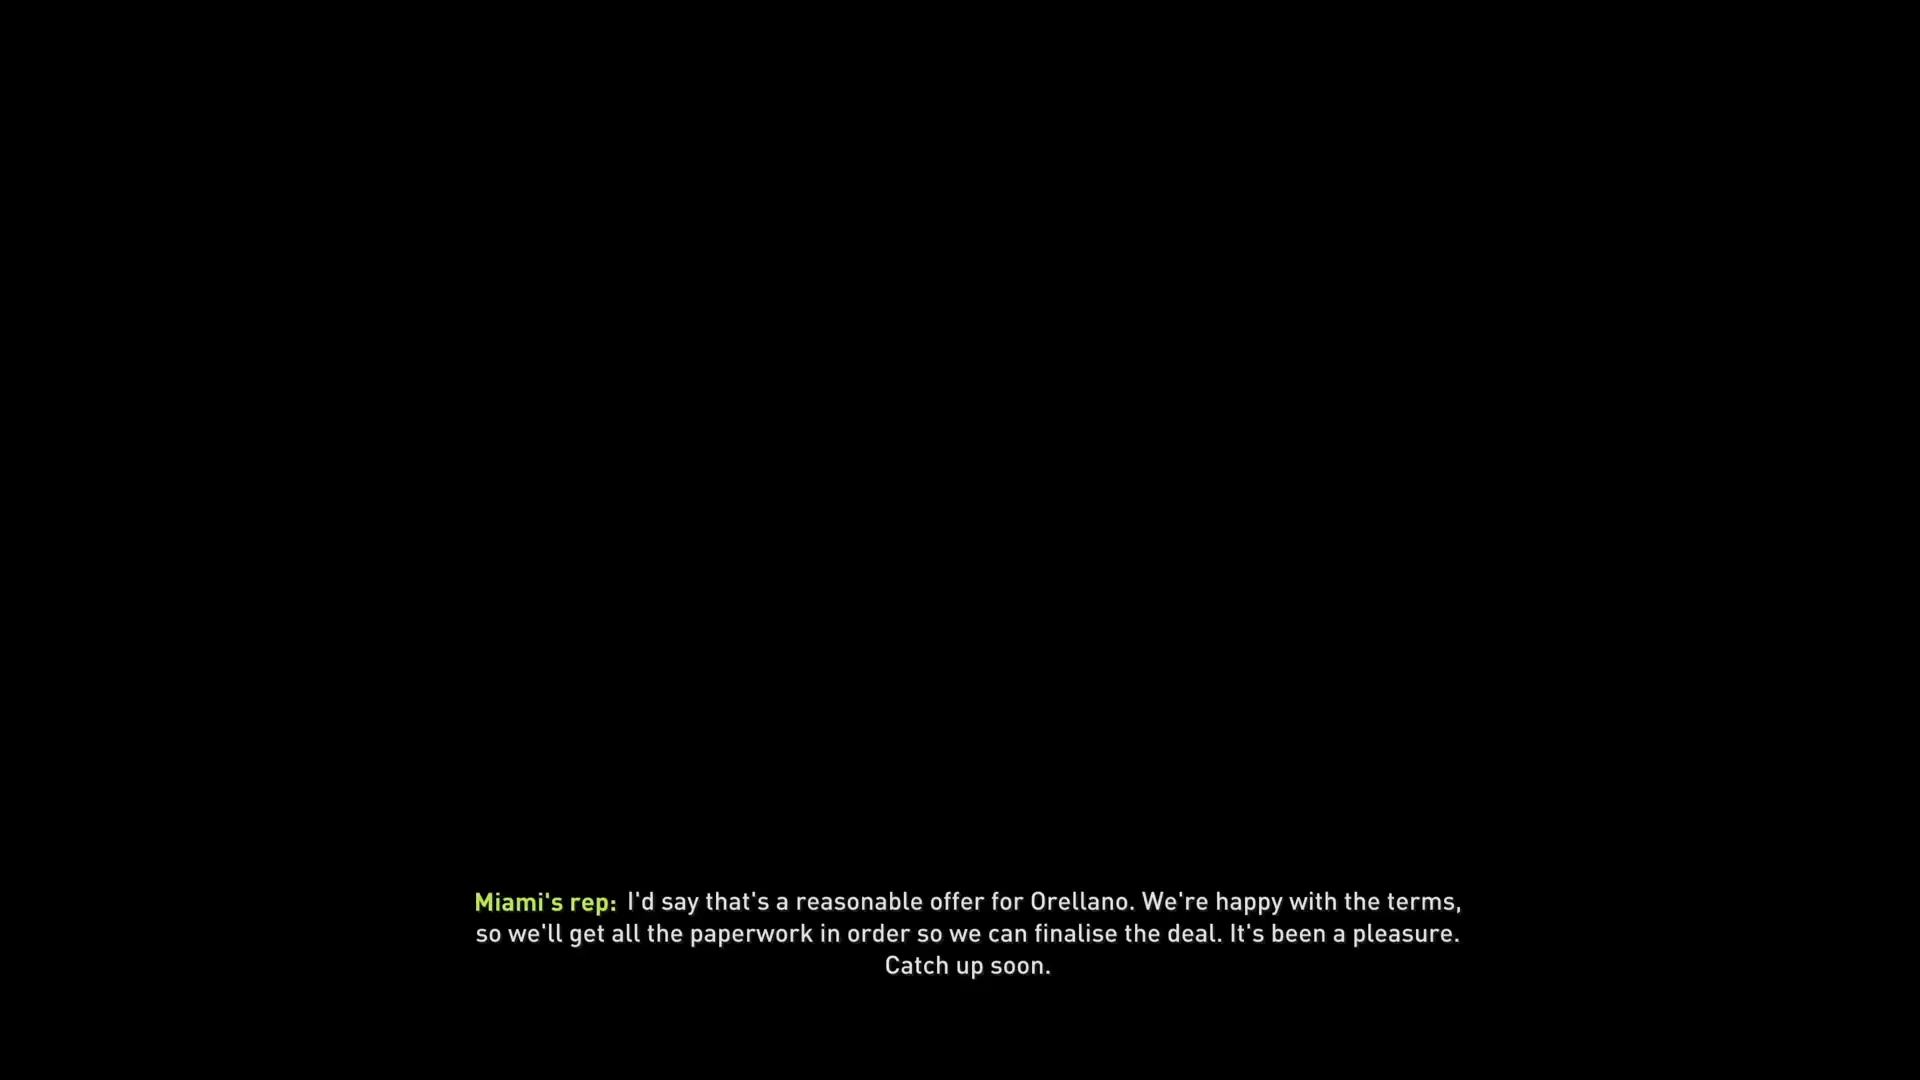 Miami's rep: I'd say that's a reasonable offer for Orellano. We're happy with the terms,
so we'll get all the paperwork in order so we can finalise the deal. It's been a pleasure.
Catch up soon.